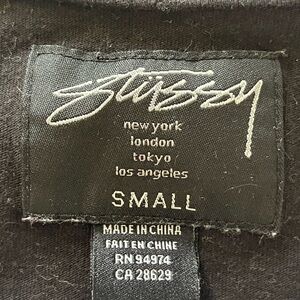 Stüssy
new york
london
tokyo
los angeles
SMALL
MADE IN CHINA
FAIT EN CHINE
RN 94974
CA 28629